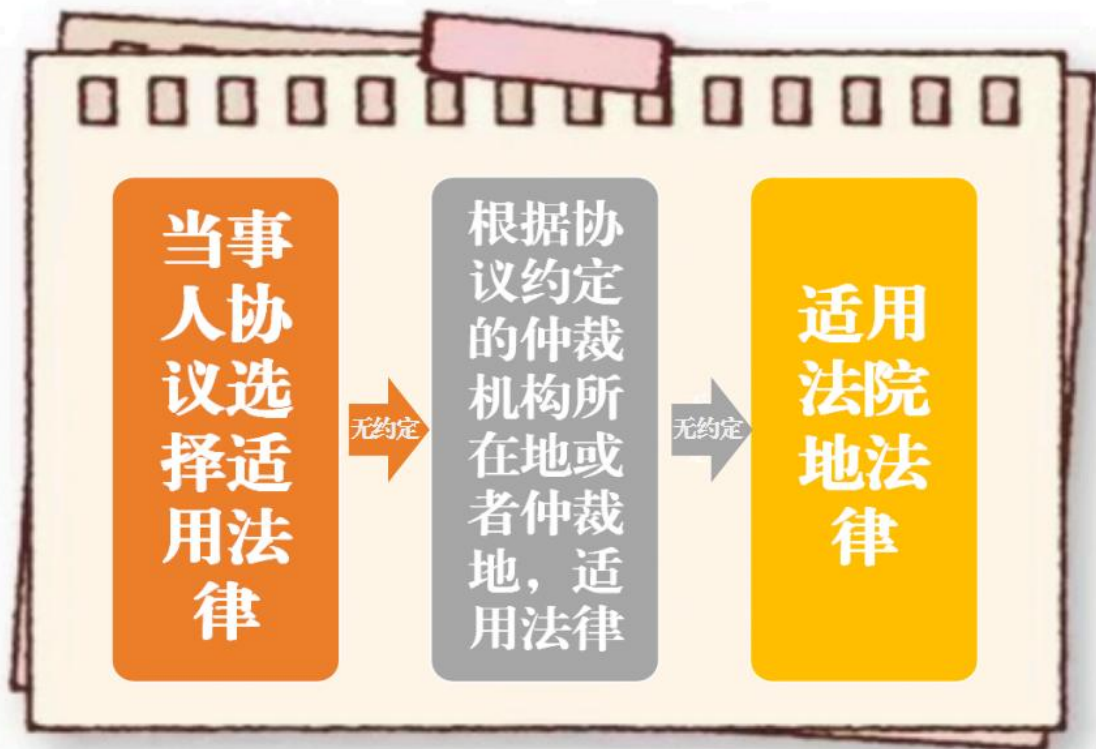 当事
人协
议选
择适
用法
律
无约定
根据协
议约定
的仲裁
机构所
在地或
者仲裁
地，适
用法律
无约定
适用
法院
地法
律